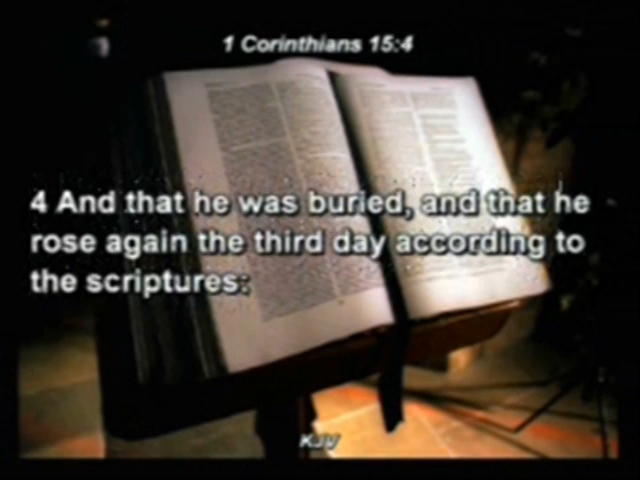 1 Corinthians 15:4
4 And that he was buried, and that he
rose again the third day according to
the scriptures:
KJV